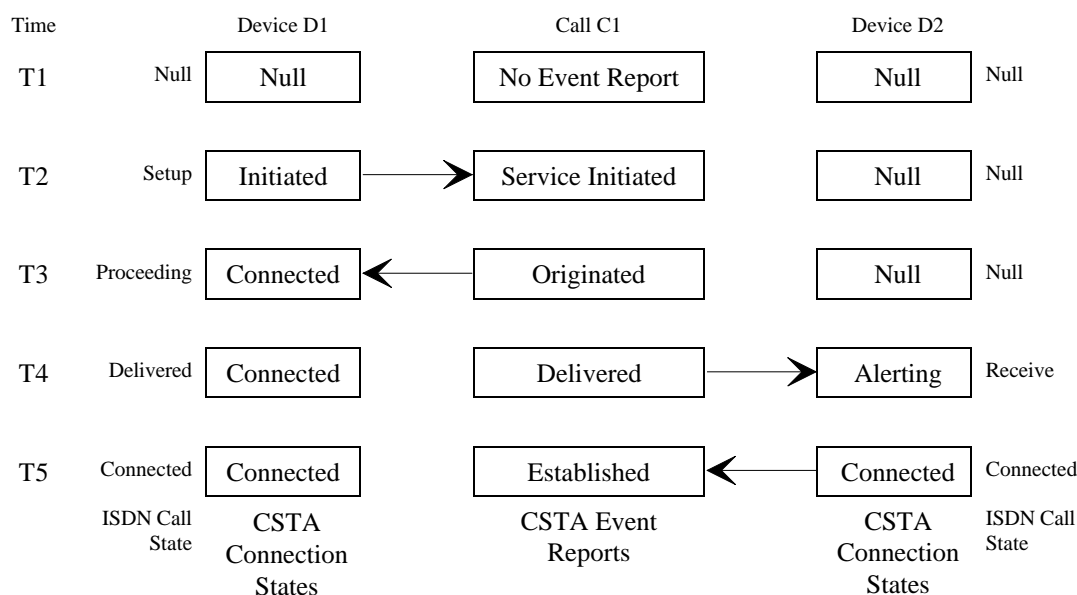 Time Device D1 Call C1 Device D2
T1 Null Null No Event Report Null Null
T2 Setup Initiated Service Initiated Null Null
T3 Proceeding Connected Originated Null Null
T4 Delivered Connected Delivered Alerting Receive
T5 Connected Connected Established Connected Connected
ISDN Call
State
CSTA
Connection
States
CSTA Event
Reports
CSTA
Connection
States
ISDN Call
State